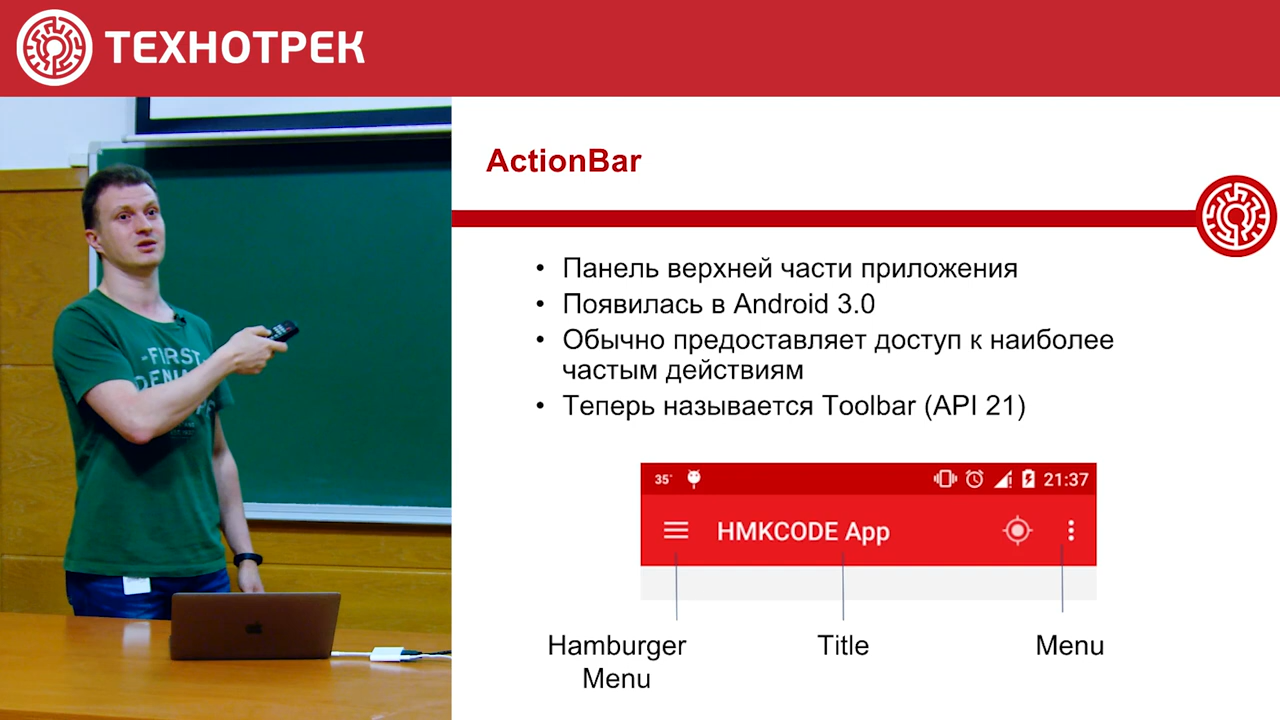 ТЕХНОТРЕК
ActionBar
• Панель верхней части приложения
• Появилась в Android 3.0
• Обычно предоставляет доступ к наиболее
частым действиям
• Теперь называется Toolbar (API 21)
35° 21:37
HMKCODE App
Hamburger
Menu
Title
Menu
-FIRST